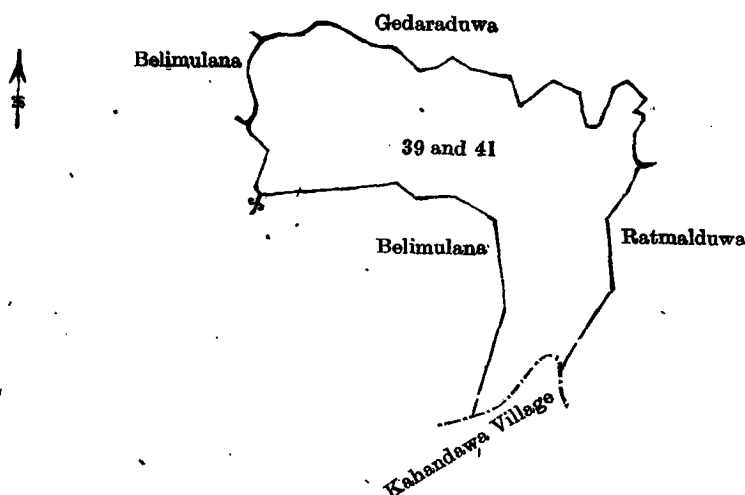 Gedaraduwa
Belimulana
39 and 41
Belimulana
Ratmalduwa
Kahandawa Village